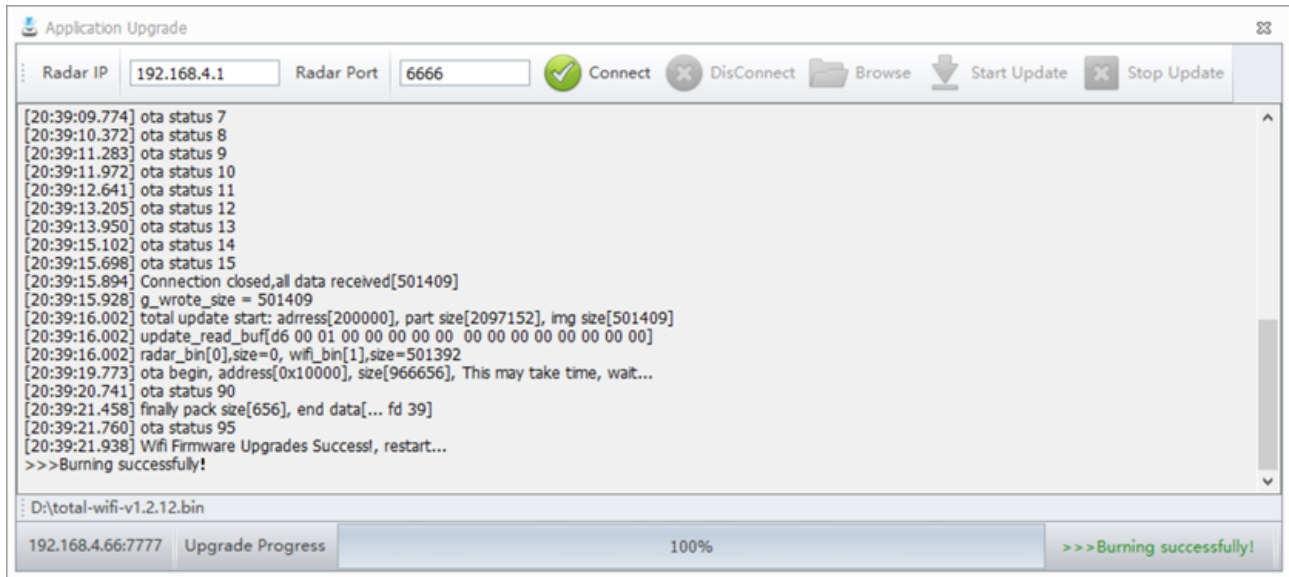 Application Upgrade
Radar IP 192.168.4.1 Radar Port 6666 Connect DisConnect Browse Start Update Stop Update
[20:39:09.774] ota status 7
[20:39:10.372] ota status 8
[20:39:11.283] ota status 9
[20:39:11.972] ota status 10
[20:39:12.641] ota status 11
[20:39:13.205] ota status 12
[20:39:13.950] ota status 13
[20:39:15.102] ota status 14
[20:39:15.698] ota status 15
[20:39:15.894] Connection closed,all data received[501409]
[20:39:15.928] g_wrote_size = 501409
[20:39:16.002] total update start: adrress[200000], part size[2097152], img size[501409]
[20:39:16.002] update_read_buf[d6 00 01 00 00 00 00 00  00 00 00 00 00 00 00 00]
[20:39:16.002] radar_bin[0],size=0, wifi_bin[1],size=501392
[20:39:19.773] ota begin, address[0x10000], size[966656], This may take time, wait...
[20:39:20.741] ota status 90
[20:39:21.458] finally pack size[656], end data[... fd 39]
[20:39:21.760] ota status 95
[20:39:21.938] Wifi Firmware Upgrades Success!, restart...
>>>Burning successfully!
D:\total-wifi-v1.2.12.bin
192.168.4.66:7777 Upgrade Progress 100% >>>Burning successfully!